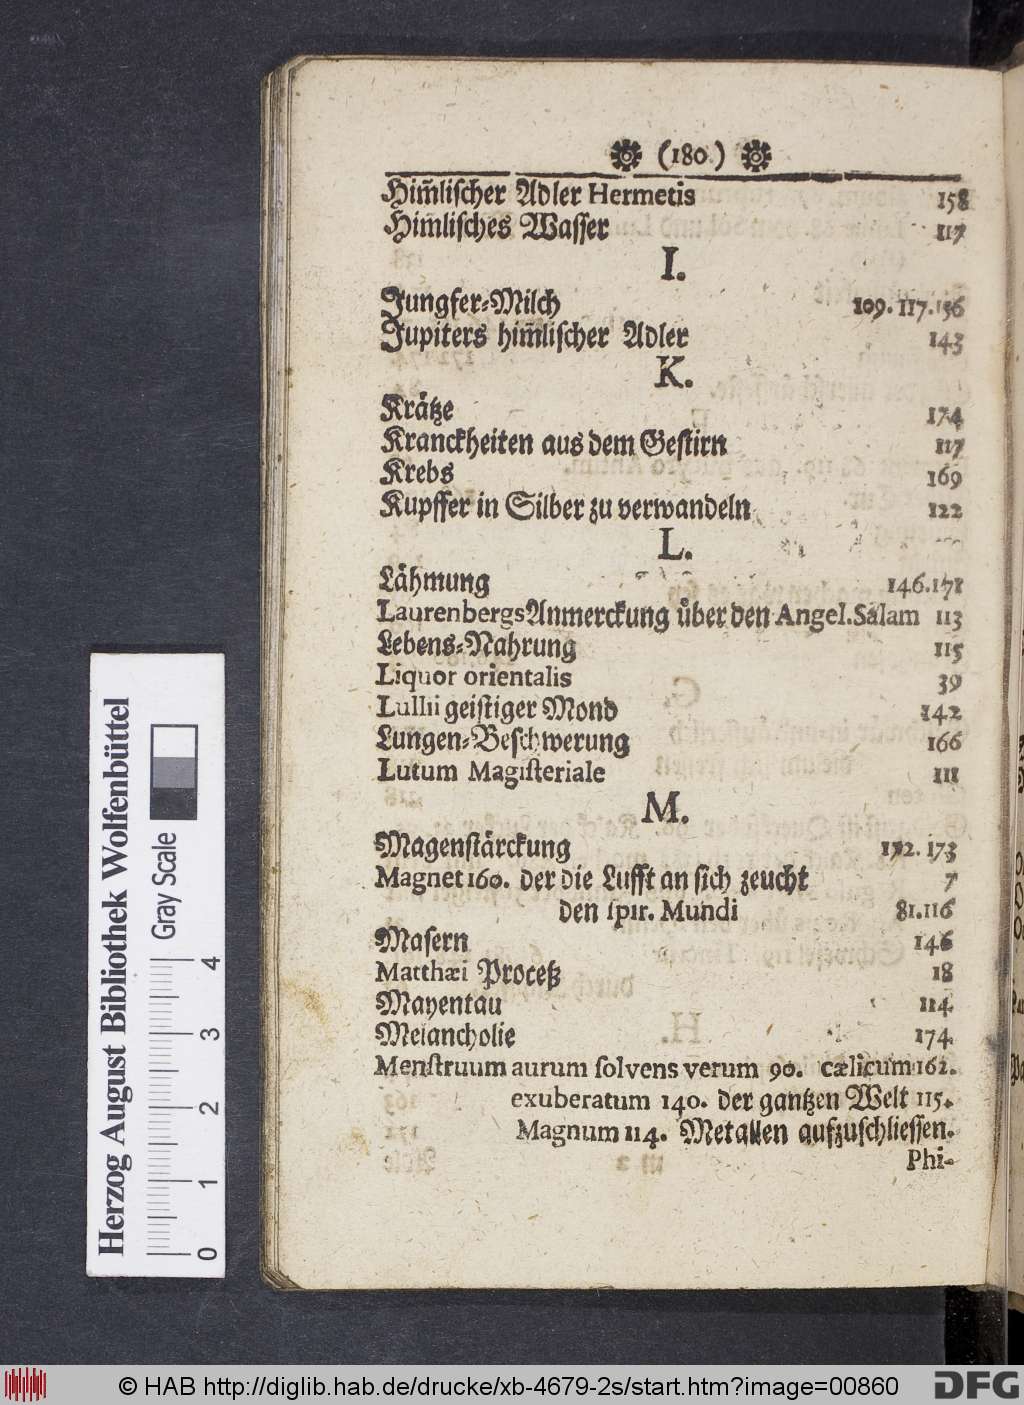 (180)
Him̃lischer Adler Hermetis 158
Himlisches Wasser 117
I.
Jungfer-Milch 109. 117. 156
Jupiters him̃lischer Adler 143
K.
Krätze 174
Kranckheiten aus dem Gestirn 117
Krebs 169
Kupffer in Silber zu verwandeln 122
L.
Lähmung 146. 171
Laurenbergs Anmerckung über den Angel. Salam 113
Lebens-Nahrung 115
Liquor orientalis 39
Lullii geistiger Mond 142
Lungen-Beschwerung 166
Lutum Magisteriale 111
M.
Magenstärckung 173
Magnet 160. der die Lufft an sich zeucht 7
den spir. Mundi 81. 116
Masern 146
Matthæi Proceß 18
Mayentau 114
Melancholie 174
Menstruum aurum solvens verum 90. cælicum 162.
exuberatum 140. der gantzen Welt 115.
Magnum 114. Metallen aufzuschliessen.
Phi-
Herzog August Bibliothek Wolfenbüttel
Gray Scale
0 1 2 3 4
© HAB http://diglib.hab.de/drucke/xb-4679-2s/start.htm?image=00860
DFG